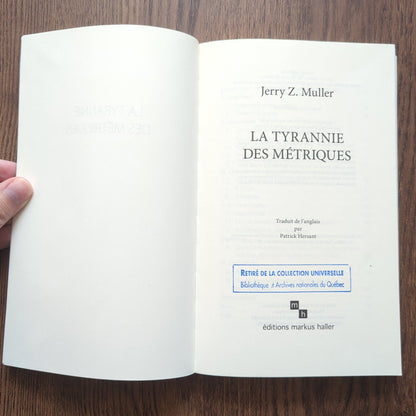 Jerry Z. Muller
LA TYRANNIE
DES MÉTRIQUES
Traduit de l'anglais
par
Patrick Hersant
RETIRÉ DE LA COLLECTION UNIVERSELLE
Bibliothèque et Archives nationales du Québec
m
h
éditions markus haller